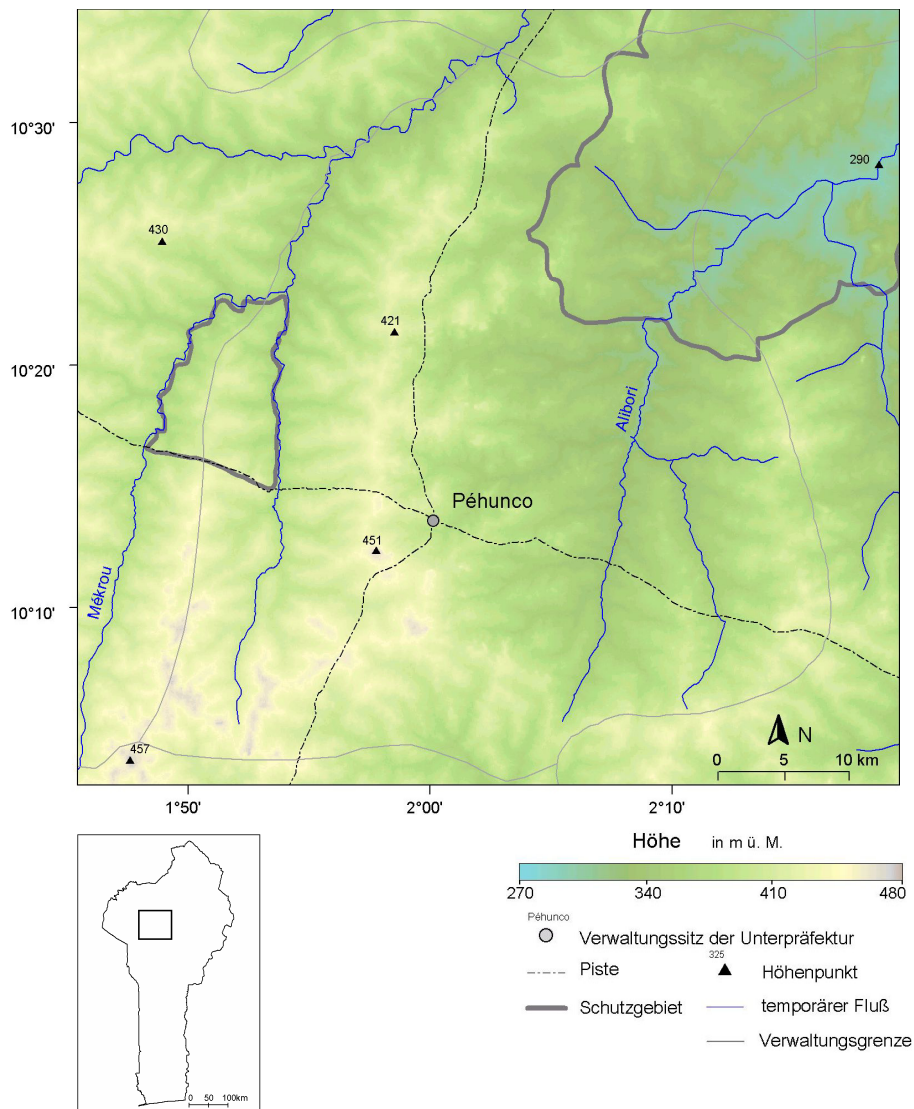 10°30'
290
430
421
10°20'
Alibori
Péhunco
451
Mékrou
10°10'
457
N
0 5 10 km
1°50' 2°00' 2°10'
Höhe in m ü. M.
270 340 410 480
Péhunco
Verwaltungssitz der Unterpräfektur
325
Piste Höhenpunkt
Schutzgebiet temporärer Fluß
Verwaltungsgrenze
0 50 100km